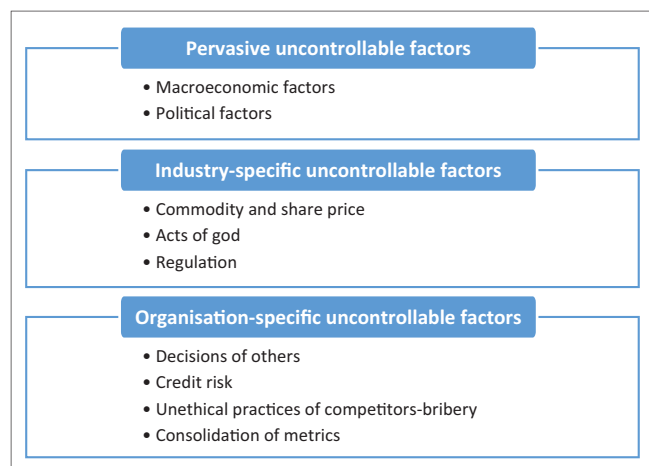 Pervasive uncontrollable factors
• Macroeconomic factors
• Political factors
Industry-specific uncontrollable factors
• Commodity and share price
• Acts of god
• Regulation
Organisation-specific uncontrollable factors
• Decisions of others
• Credit risk
• Unethical practices of competitors-bribery
• Consolidation of metrics